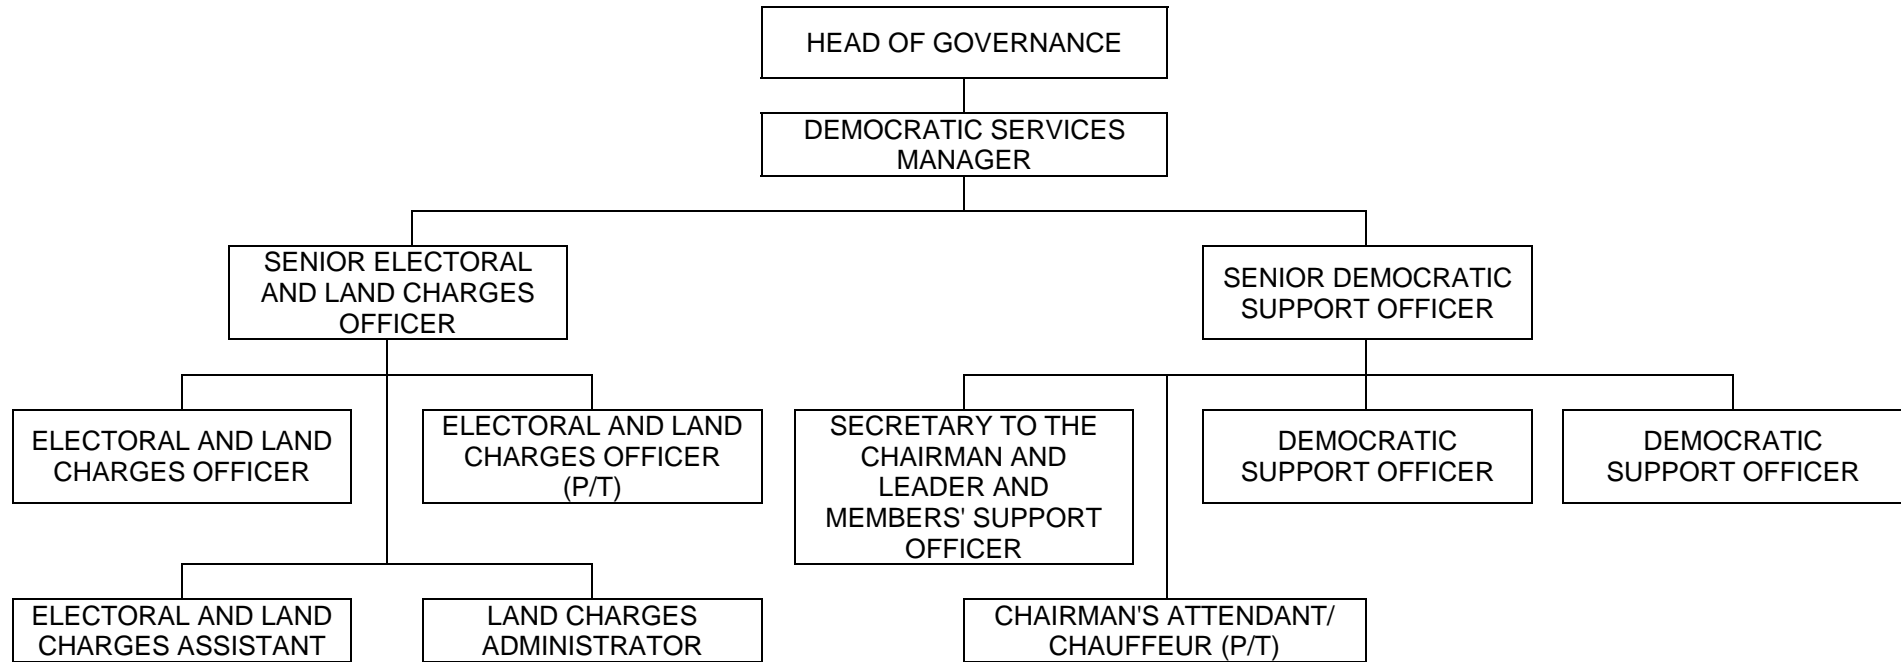 HEAD OF GOVERNANCE
DEMOCRATIC SERVICES
MANAGER
SENIOR ELECTORAL
AND LAND CHARGES
OFFICER
SENIOR DEMOCRATIC
SUPPORT OFFICER
ELECTORAL AND LAND
CHARGES OFFICER
ELECTORAL AND LAND
CHARGES OFFICER
(P/T)
SECRETARY TO THE
CHAIRMAN AND
LEADER AND
MEMBERS' SUPPORT
OFFICER
DEMOCRATIC
SUPPORT OFFICER
DEMOCRATIC
SUPPORT OFFICER
ELECTORAL AND LAND
CHARGES ASSISTANT
LAND CHARGES
ADMINISTRATOR
CHAIRMAN'S ATTENDANT/
CHAUFFEUR (P/T)